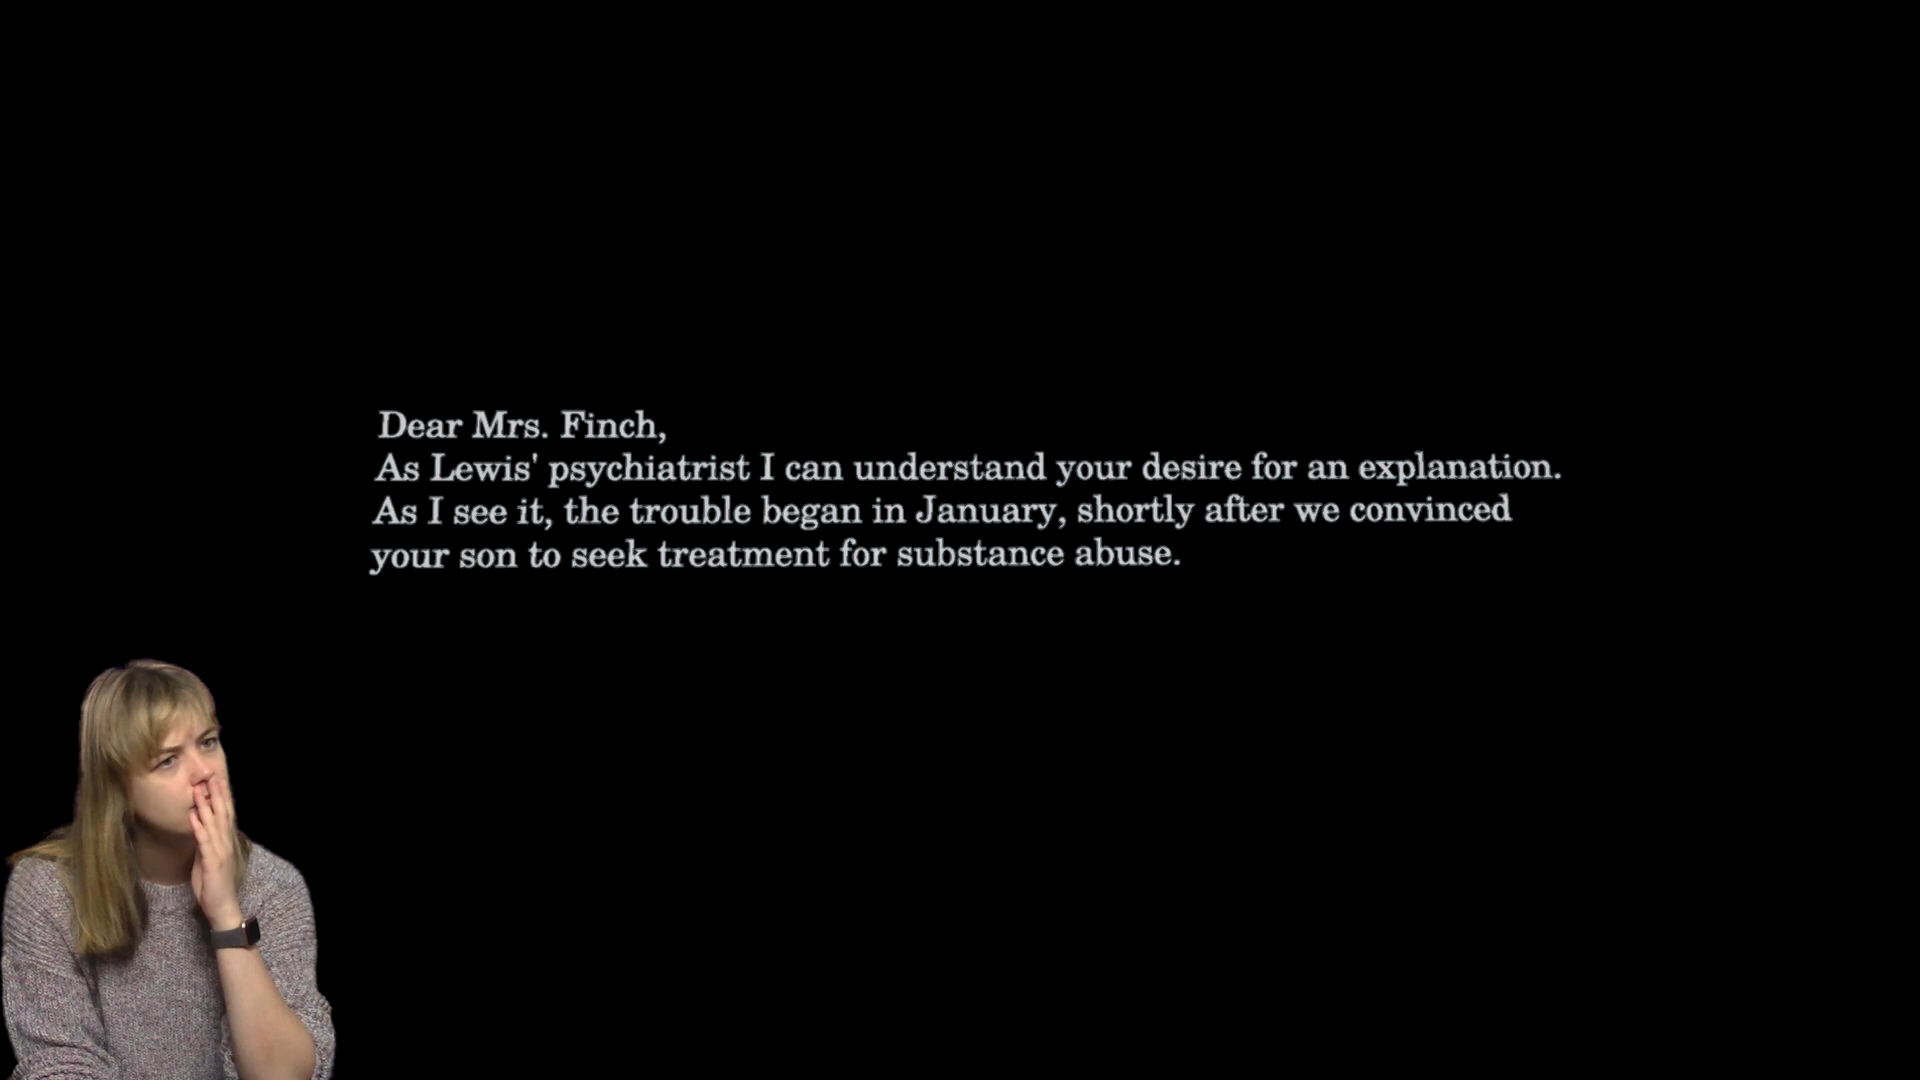 Dear Mrs. Finch,
As Lewis' psychiatrist I can understand your desire for an explanation.
As I see it, the trouble began in January, shortly after we convinced
your son to seek treatment for substance abuse.